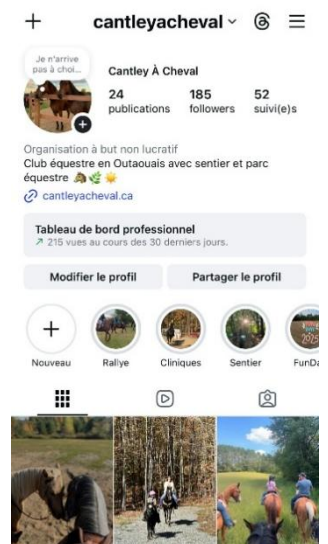 cantleyacheval
Je n'arrive
pas à choi...
Cantley À Cheval
24 185 52
publications followers suivi(e)s
Organisation à but non lucratif
Club équestre en Outaouais avec sentier et parc
équestre
cantleyacheval.ca
Tableau de bord professionnel
215 vues au cours des 30 derniers jours.
Modifier le profil Partager le profil
Nouveau Rallye Cliniques Sentier FunDa
2025